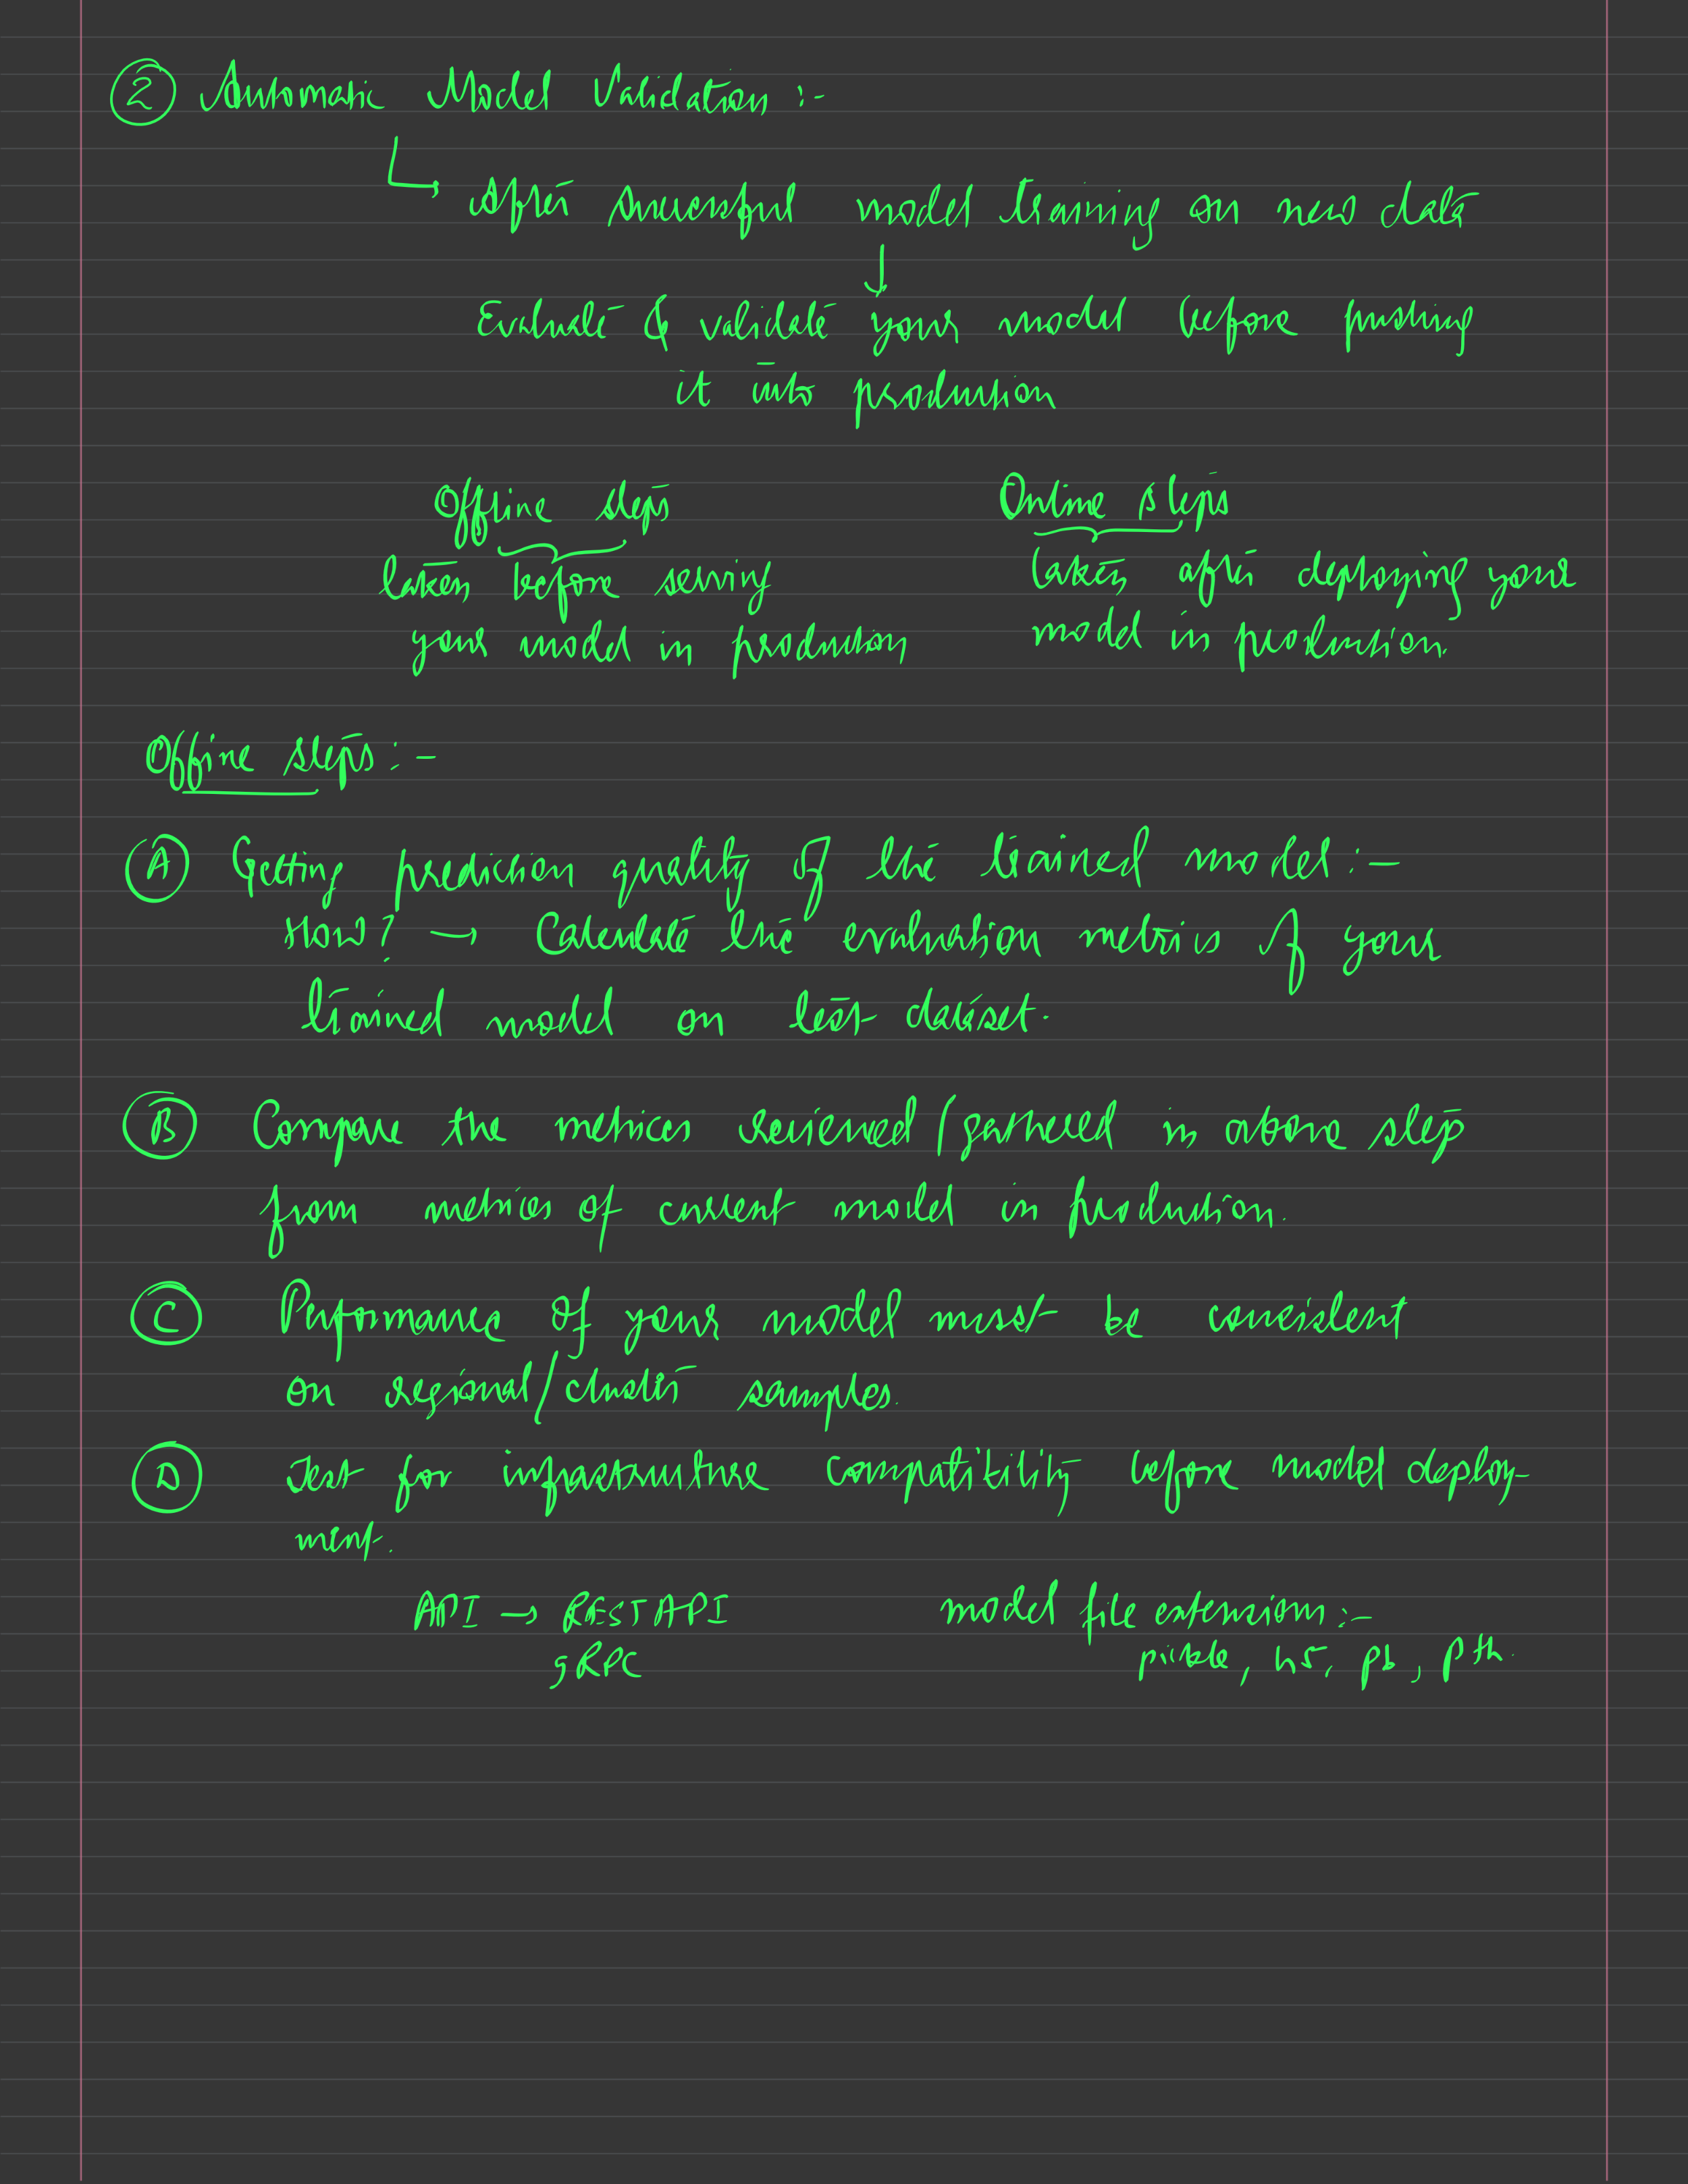 ② Automatic Model Validation :-
↳ After successful model training on new data
↓
Evaluate & validate your model before pushing
it into production
Offline steps Online steps
taken before serving taken after deploying your
your model in production model in production.
Offline steps :-
Ⓐ Getting prediction quality of the trained model :-
How? → Calculate the evaluation metrics of your
trained model on test dataset.
Ⓑ Compare the metrics received / gathered in above step
from metrics of current model in production.
Ⓒ Performance of your model must be consistent
on regional/cluster samples.
Ⓓ Test for infrastructure compatibility before model deploy-
ment.
API → REST API model file extension :-
gRPC pickle, h5, pb, pth.